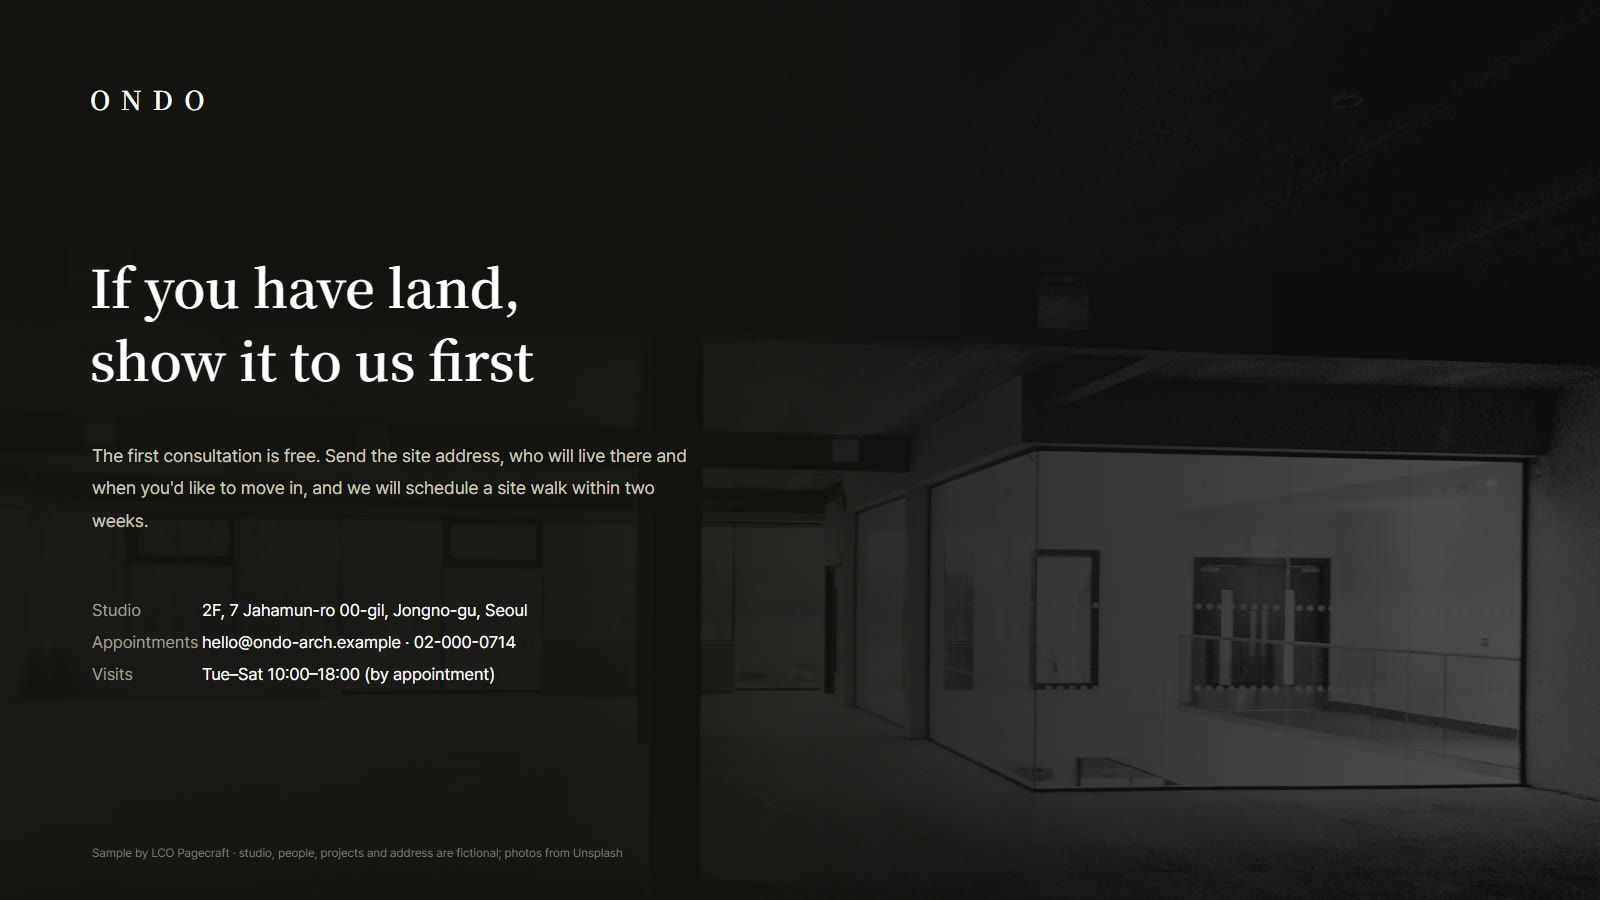 ONDO
If you have land,
show it to us first
The first consultation is free. Send the site address, who will live there and
when you'd like to move in, and we will schedule a site walk within two
weeks.
Studio 2F, 7 Jahamun-ro 00-gil, Jongno-gu, Seoul
Appointments hello@ondo-arch.example · 02-000-0714
Visits Tue–Sat 10:00–18:00 (by appointment)
Sample by LCO Pagecraft · studio, people, projects and address are fictional; photos from Unsplash